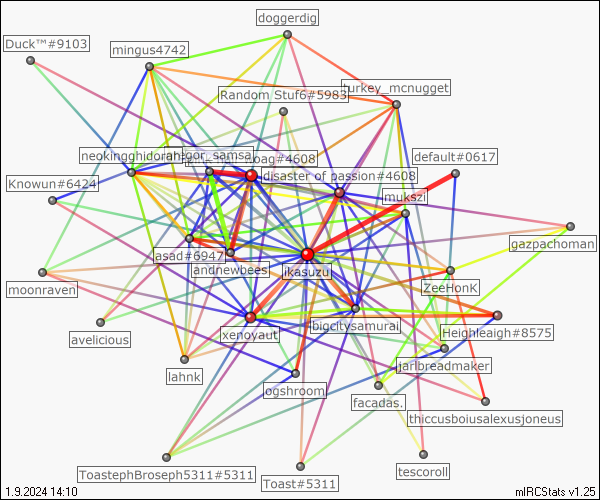 doggerdig
Duck™#9103
mingus4742
turkey_mcnugget
Random Stuf6#5983
neokingghidorah
gor_samsa
oag#4608
default#0617
disaster of passion#4608
Knowun#6424
mukszi
gazpachoman
asad#6947
andnewbees
ikasuzu
moonraven
ZeeHonK
avelicious
xenoyaut
bigcitysamurai
Heighleaigh#8575
lahnk
jarlbreadmaker
ogshroom
facadas.
thiccusboiusalexusjoneus
ToastephBroseph5311#5311
Toast#5311
tescoroll
1.9.2024 14:10
mIRCStats v1.25